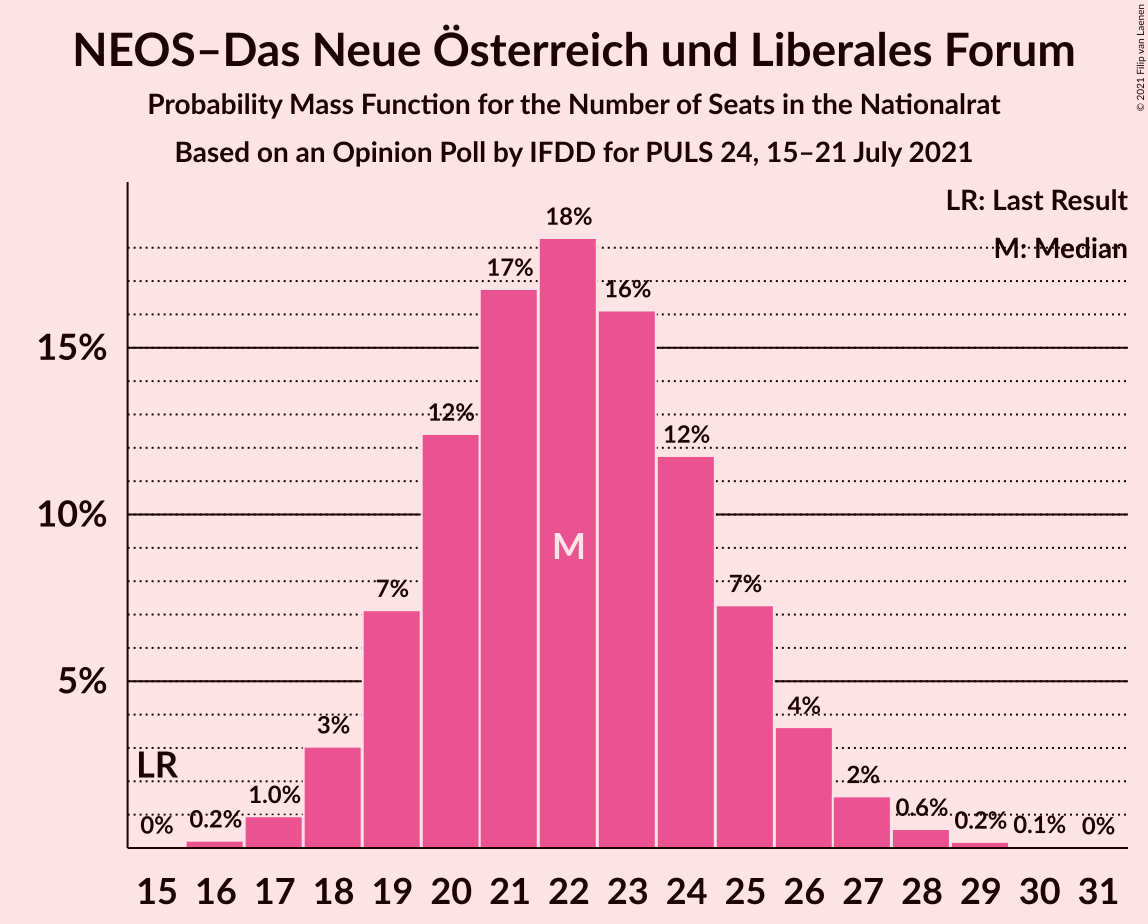 NEOS–Das Neue Österreich und Liberales Forum
Probability Mass Function for the Number of Seats in the Nationalrat
Based on an Opinion Poll by IFDD for PULS 24, 15–21 July 2021
© 2021 Filip van Laenen
LR: Last Result
M: Median
18%
17%
16%
15%
12%
12%
10%
M
7%
7%
5%
4%
3%
LR
2%
1.0%
0.6%
0% 0.2% 0.2% 0.1% 0%
15 16 17 18 19 20 21 22 23 24 25 26 27 28 29 30 31